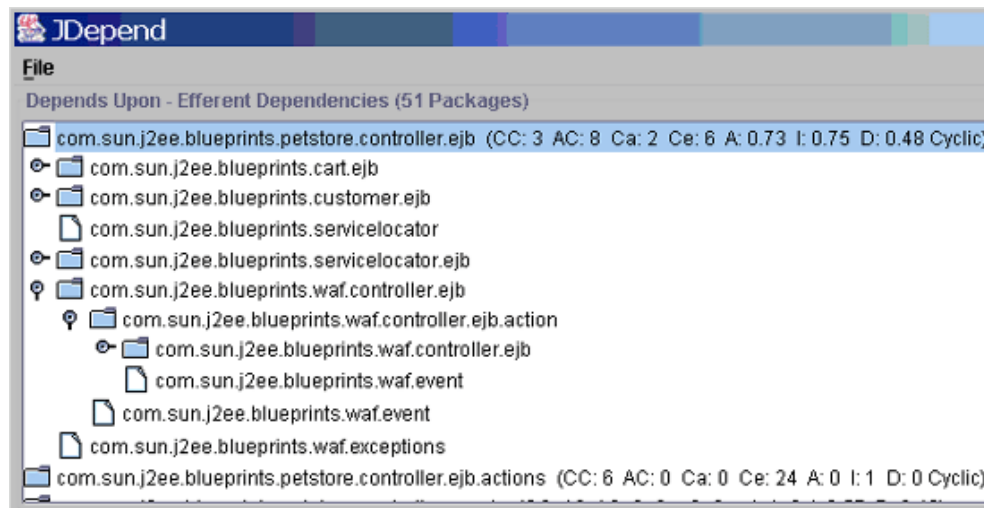 JDepend
File
Depends Upon - Efferent Dependencies (51 Packages)
com.sun.j2ee.blueprints.petstore.controller.ejb (CC: 3 AC: 8 Ca: 2 Ce: 6 A: 0.73 I: 0.75 D: 0.48 Cyclic)
com.sun.j2ee.blueprints.cart.ejb
com.sun.j2ee.blueprints.customer.ejb
com.sun.j2ee.blueprints.servicelocator
com.sun.j2ee.blueprints.servicelocator.ejb
com.sun.j2ee.blueprints.waf.controller.ejb
com.sun.j2ee.blueprints.waf.controller.ejb.action
com.sun.j2ee.blueprints.waf.controller.ejb
com.sun.j2ee.blueprints.waf.event
com.sun.j2ee.blueprints.waf.event
com.sun.j2ee.blueprints.waf.exceptions
com.sun.j2ee.blueprints.petstore.controller.ejb.actions (CC: 6 AC: 0 Ca: 0 Ce: 24 A: 0 I: 1 D: 0 Cyclic)